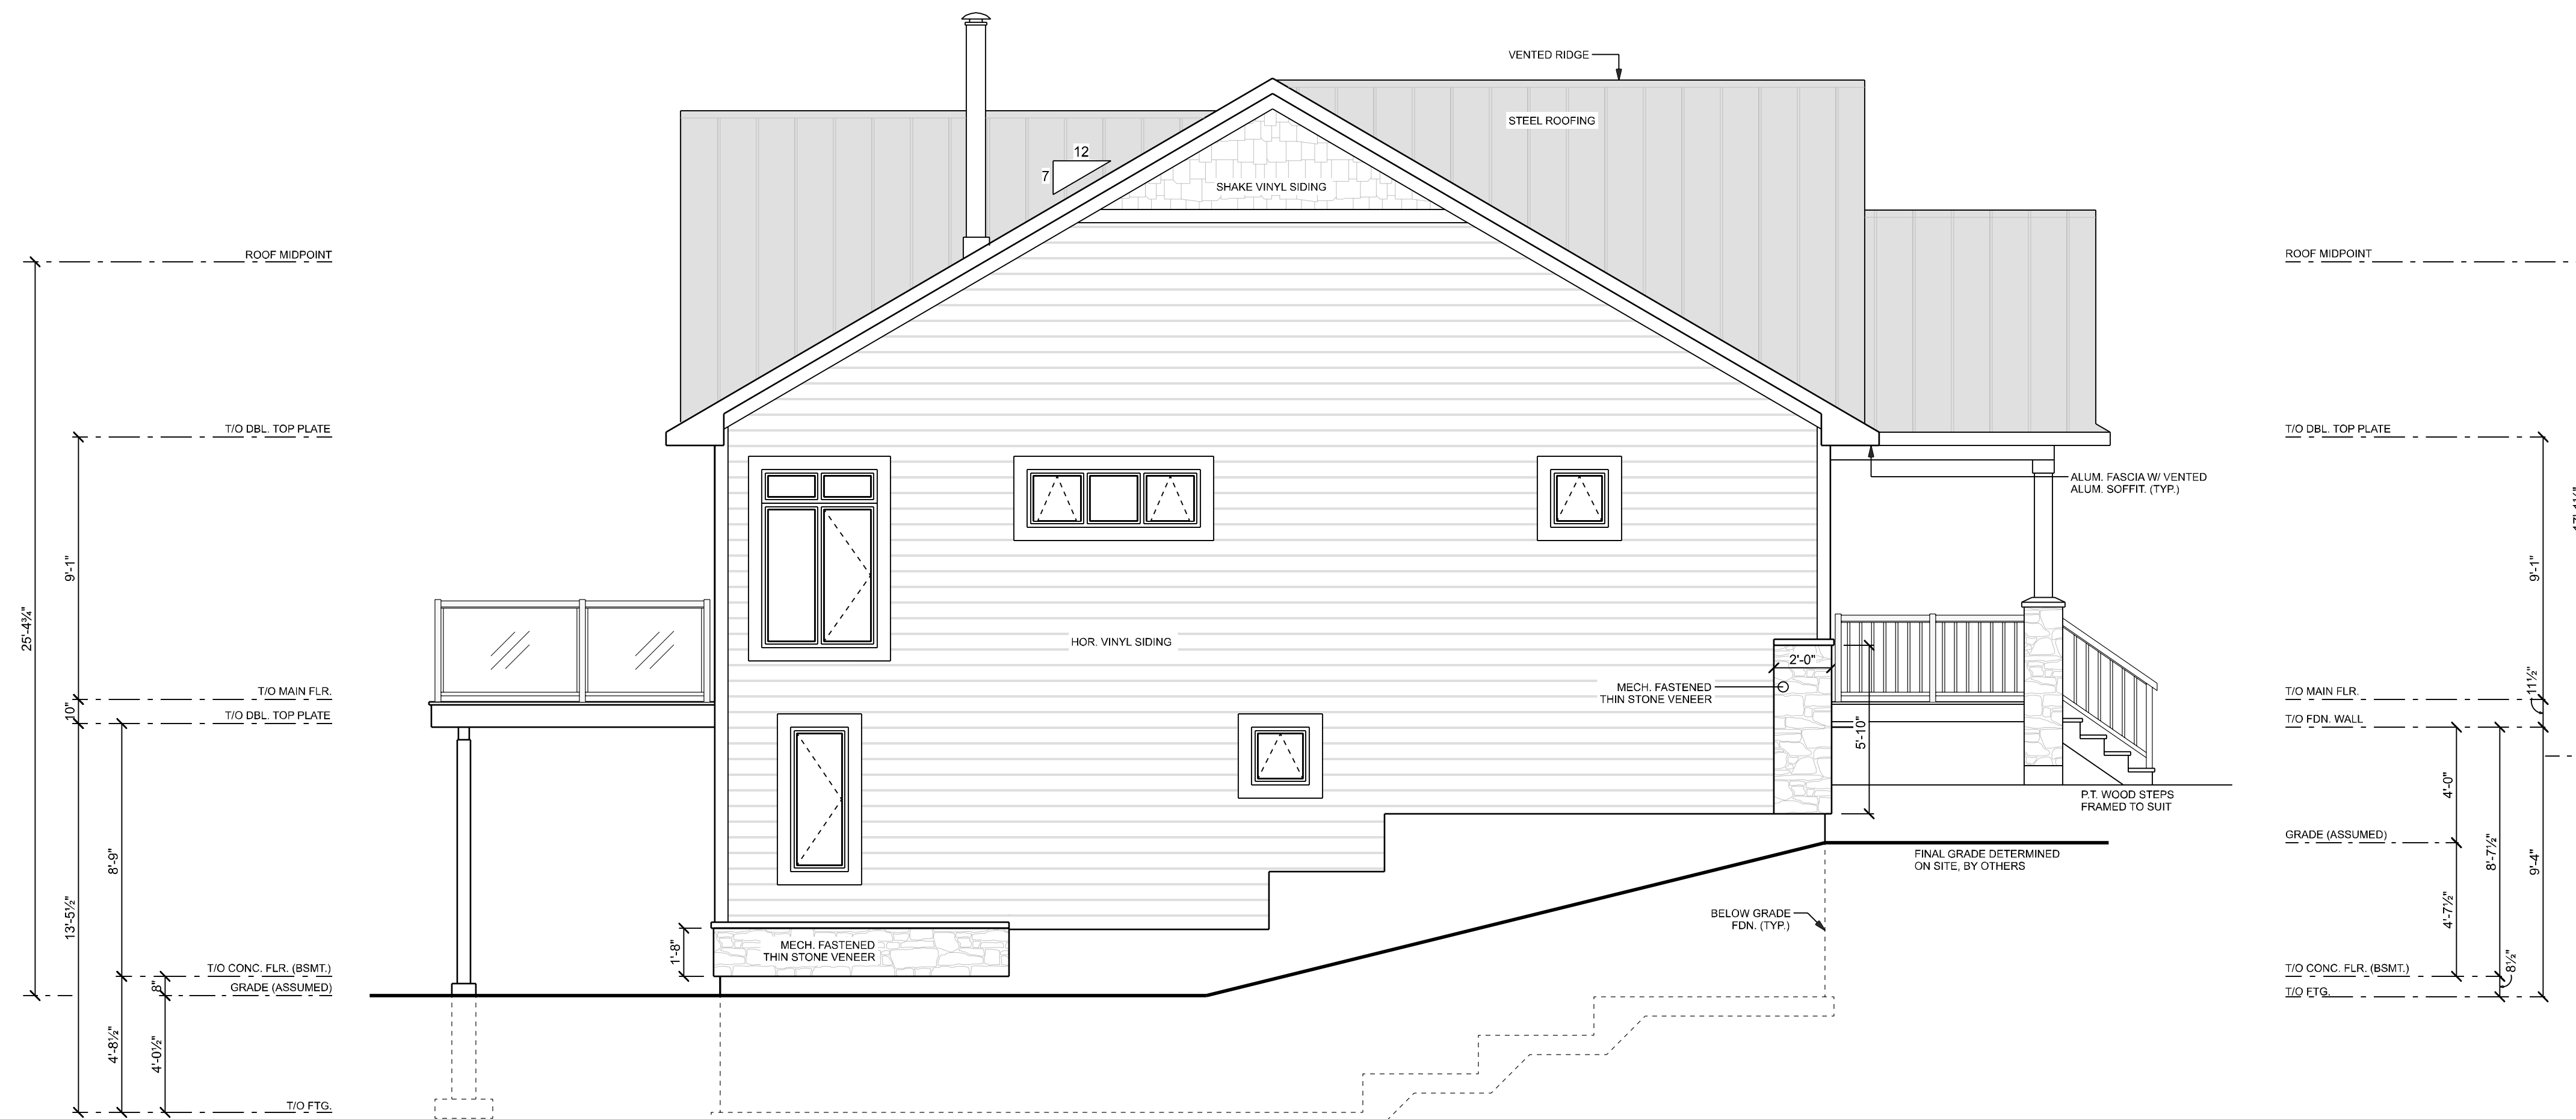 VENTED RIDGE
STEEL ROOFING
12
7
SHAKE VINYL SIDING
ROOF MIDPOINT
ROOF MIDPOINT
T/O DBL. TOP PLATE
T/O DBL. TOP PLATE
ALUM. FASCIA W/ VENTED
ALUM. SOFFIT. (TYP.)
9'-1"
9'-1"
25'-4¾"
HOR. VINYL SIDING
2'-0"
MECH. FASTENED
THIN STONE VENEER
5'-10"
T/O MAIN FLR.
10"
T/O DBL. TOP PLATE
T/O MAIN FLR.
11½"
T/O FDN. WALL
P.T. WOOD STEPS
FRAMED TO SUIT
4'-0"
GRADE (ASSUMED)
8'-7½"
9'-4"
FINAL GRADE DETERMINED
ON SITE, BY OTHERS
8'-9"
13'-5½"
4'-7½"
BELOW GRADE
FDN. (TYP.)
1'-8"
MECH. FASTENED
THIN STONE VENEER
T/O CONC. FLR. (BSMT.)
8"
GRADE (ASSUMED)
T/O CONC. FLR. (BSMT.)
8½"
T/O FTG.
4'-8½"
4'-0½"
T/O FTG.